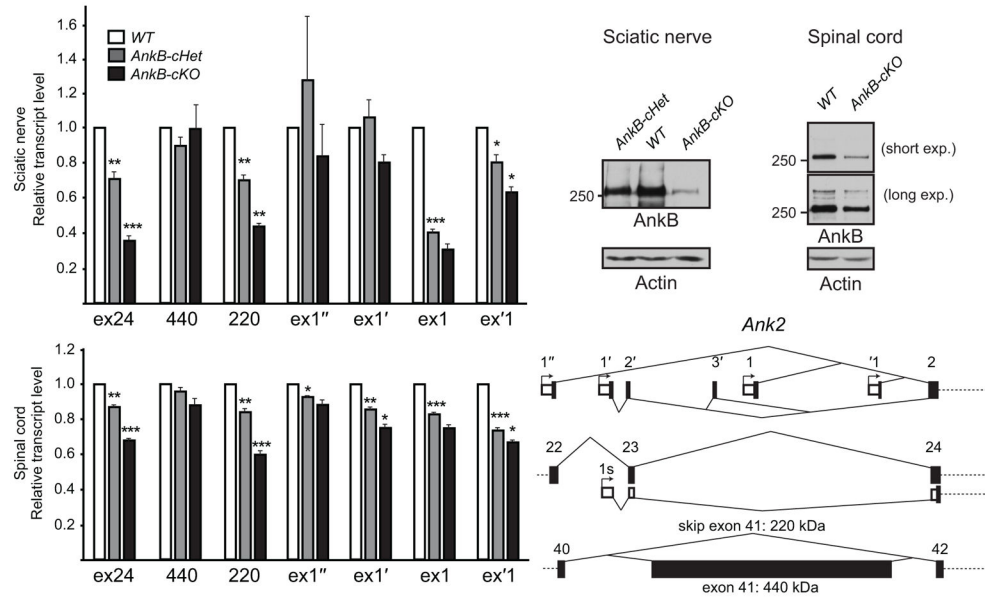 Sciatic nerve
Relative transcript level
1.6
1.4
1.2
1.0
0.8
0.6
0.4
0.2
WT
AnkB-cHet
AnkB-cKO
** *** ** ** *** * *
ex24 440 220 ex1″ ex1′ ex1 ex′1
Spinal cord
Relative transcript level
1.2
1.0
0.8
0.6
0.4
0.2
** *** ** *** * ** * *** *** *
ex24 440 220 ex1″ ex1′ ex1 ex′1
Sciatic nerve
AnkB-cHet
WT
AnkB-cKO
250
AnkB
Actin
Spinal cord
WT
AnkB-cKO
250
(short exp.)
(long exp.)
250
AnkB
Actin
Ank2
1″ 1′ 2′ 3′ 1 ′1 2
22 23 24
1s
skip exon 41: 220 kDa
40 42
exon 41: 440 kDa